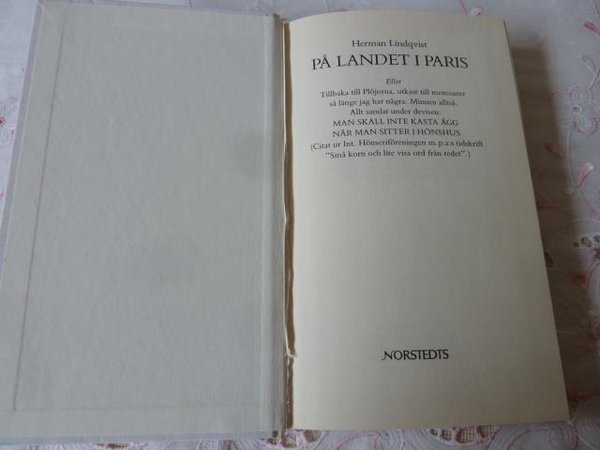 Herman Lindqvist
PÅ LANDET I PARIS
Eller
Tillbaka till Plöjorna, utkast till memoarer
så länge jag har några. Minnen alltså.
Allt samlat under devisen:
MAN SKALL INTE KASTA ÄGG
NÄR MAN SITTER I HÖNSHUS
(Citat ur Int. Hönseriföreningen m.p.a:s tidskrift
"Små korn och lite visa ord från redet".)
NORSTEDTS